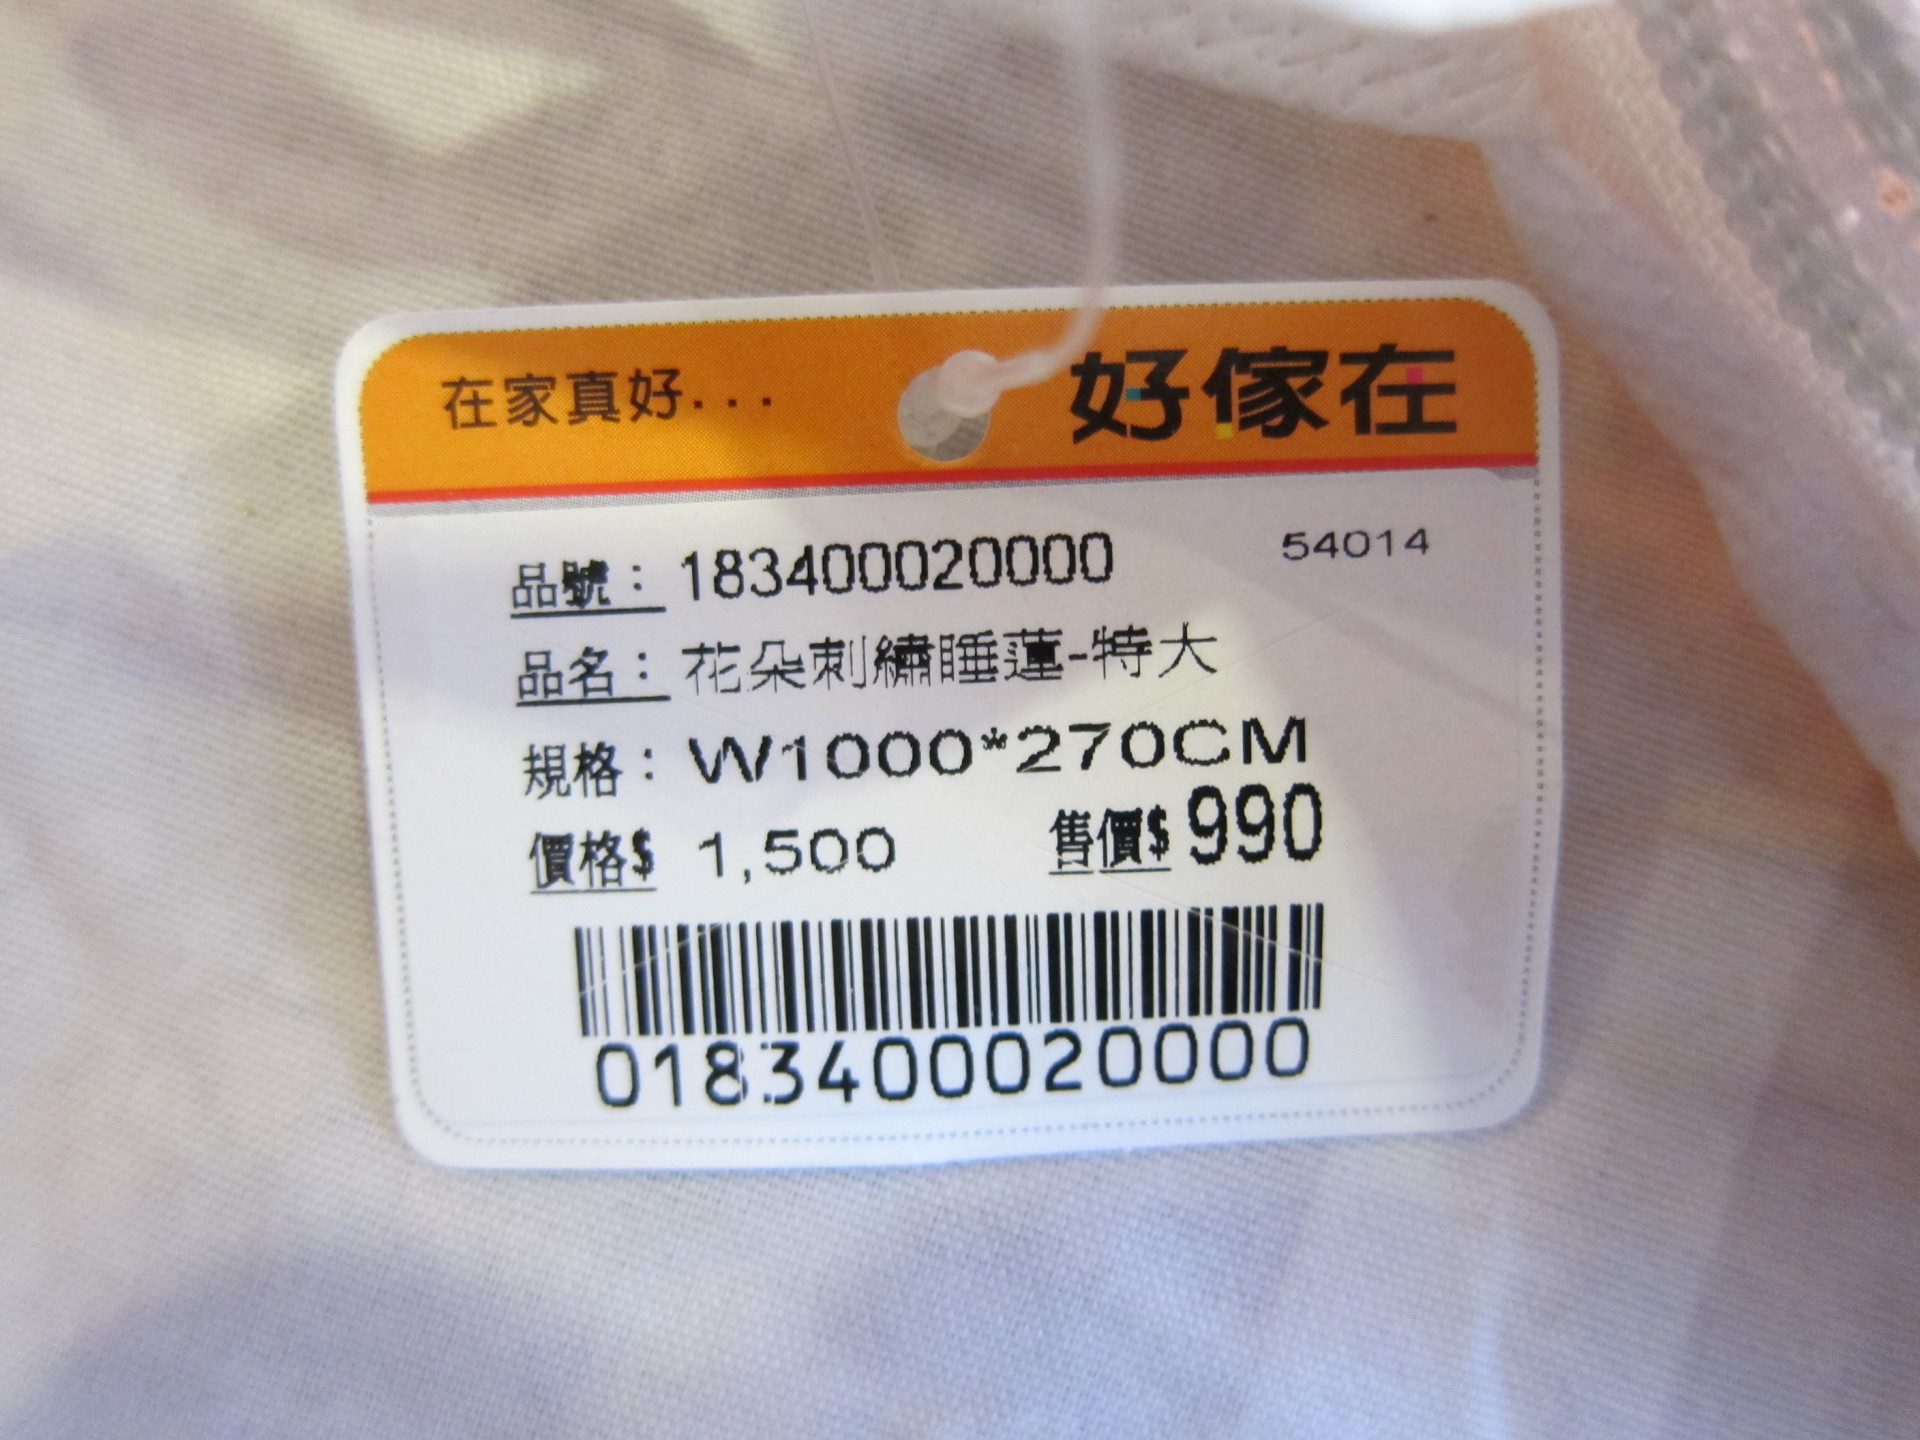 在家真好... 好傢在
品號： 183400020000 54014
品名： 花朵刺繡睡蓮-特大
規格： W1000*270CM
價格$ 1,500 售價$ 990
0183400020000